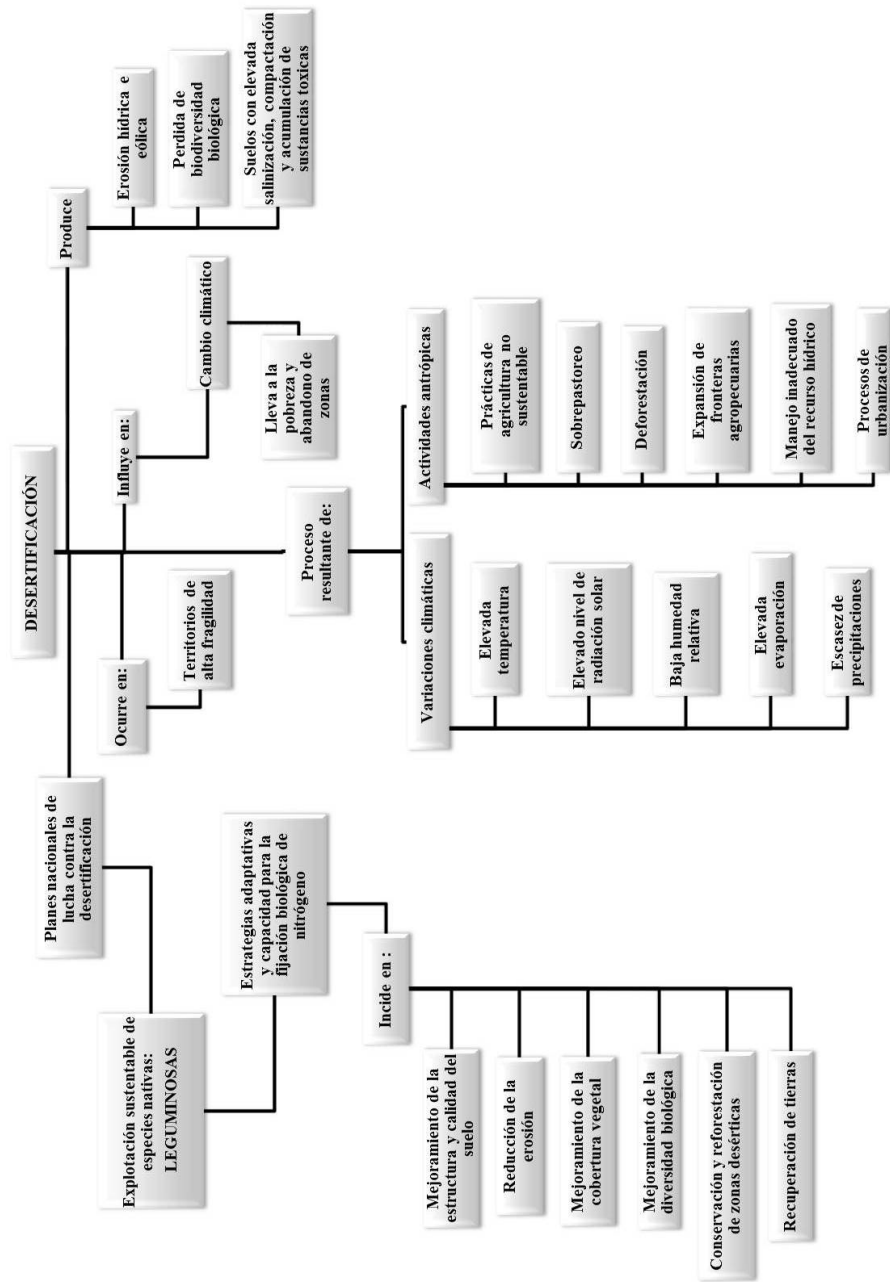 DESERTIFICACIÓN
Planes nacionales de
lucha contra la
desertificación
Explotación sustentable de
especies nativas:
LEGUMINOSAS
Estrategias adaptativas
y capacidad para la
fijación biológica de
nitrógeno
Incide en :
Mejoramiento de la
estructura y calidad del
suelo
Reducción de la
erosión
Mejoramiento de la
cobertura vegetal
Mejoramiento de la
diversidad biológica
Conservación y reforestación
de zonas desérticas
Recuperación de tierras
Ocurre en:
Territorios de
alta fragilidad
Influye en:
Cambio climático
Lleva a la
pobreza y
abandono de
zonas
Produce
Erosión hídrica e
eólica
Perdida de
biodiversidad
biológica
Suelos con elevada
salinización, compactación
y acumulación de
sustancias toxicas
Proceso
resultante de:
Variaciones climáticas
Elevada
temperatura
Elevado nivel de
radiación solar
Baja humedad
relativa
Elevada
evaporación
Escasez de
precipitaciones
Actividades antrópicas
Prácticas de
agricultura no
sustentable
Sobrepastoreo
Deforestación
Expansión de
fronteras
agropecuarias
Manejo inadecuado
del recurso hídrico
Procesos de
urbanización